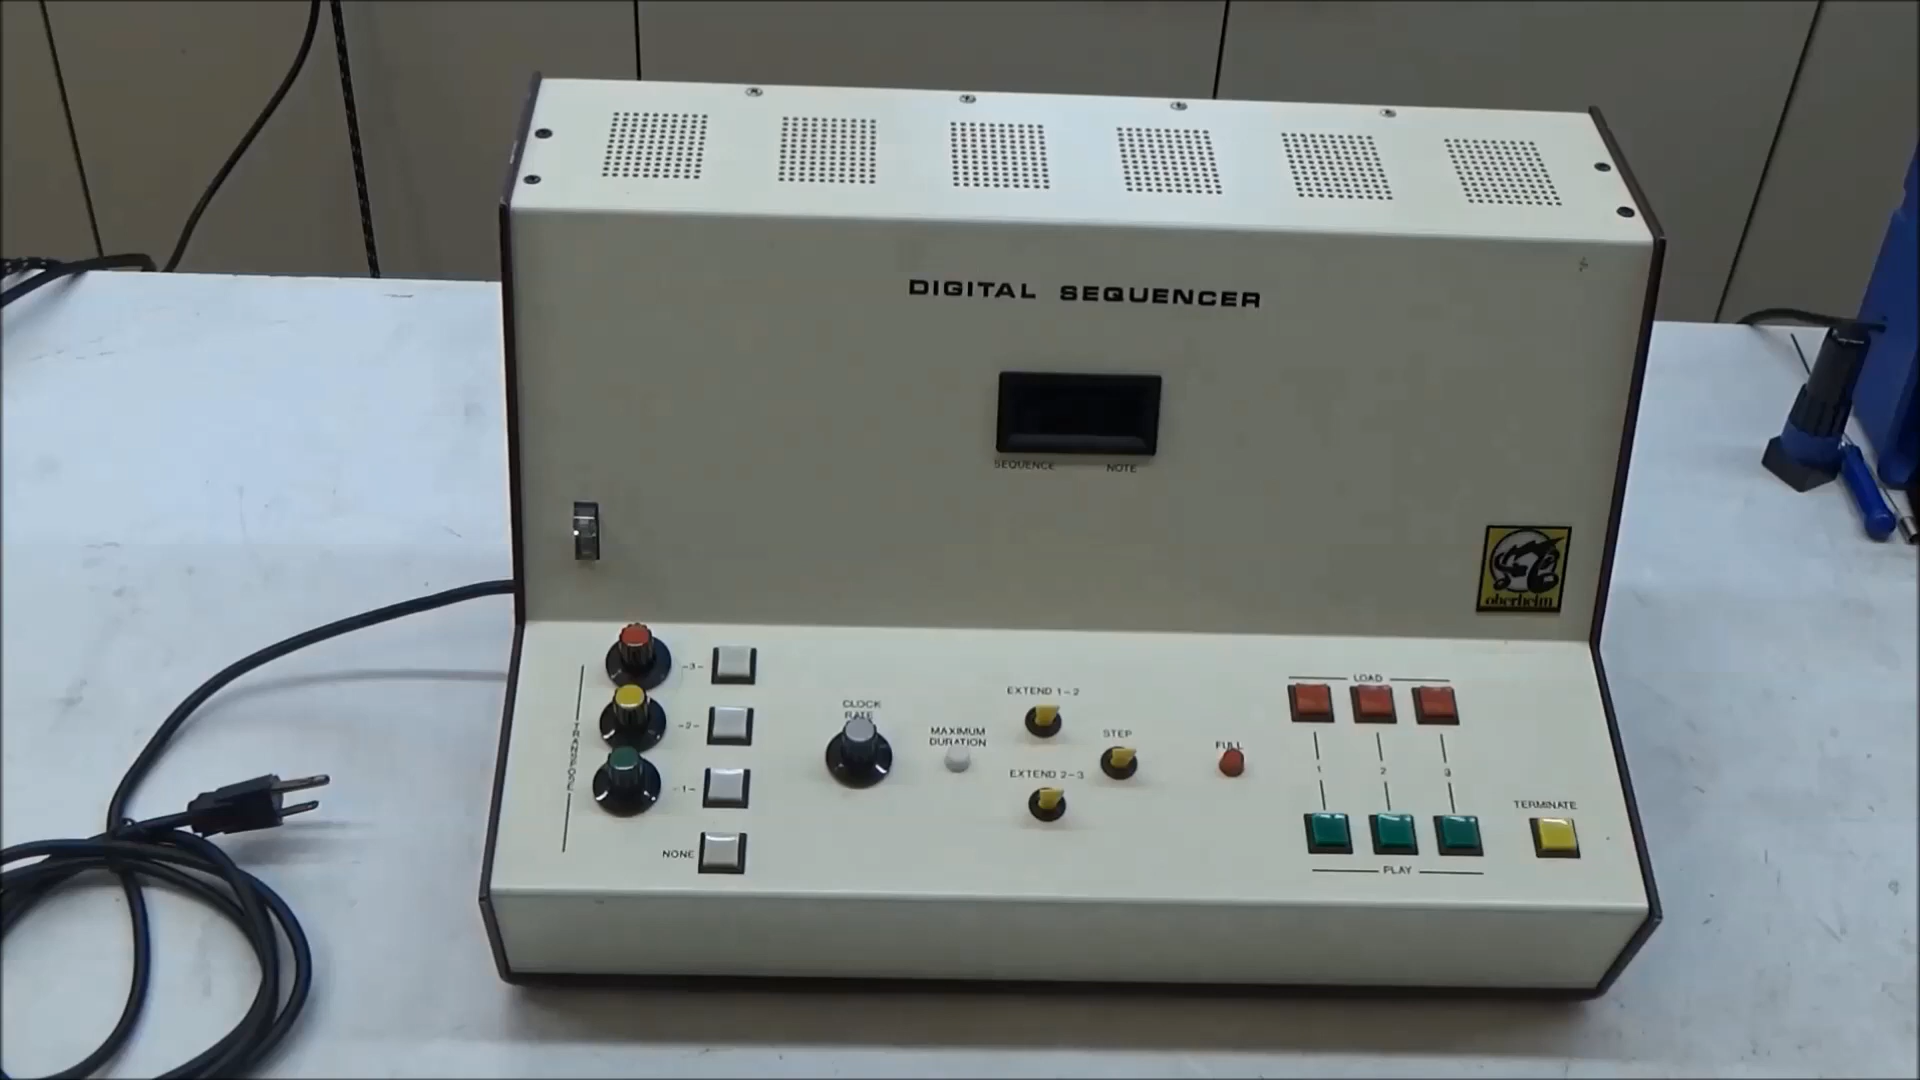 DIGITAL SEQUENCER
SEQUENCE NOTE
oberheim
TRANSPOSE
-3-
-2-
-1-
NONE
CLOCK
RATE
MAXIMUM
DURATION
EXTEND 1-2
EXTEND 2-3
STEP
FULL
LOAD
1 2 3
PLAY
TERMINATE